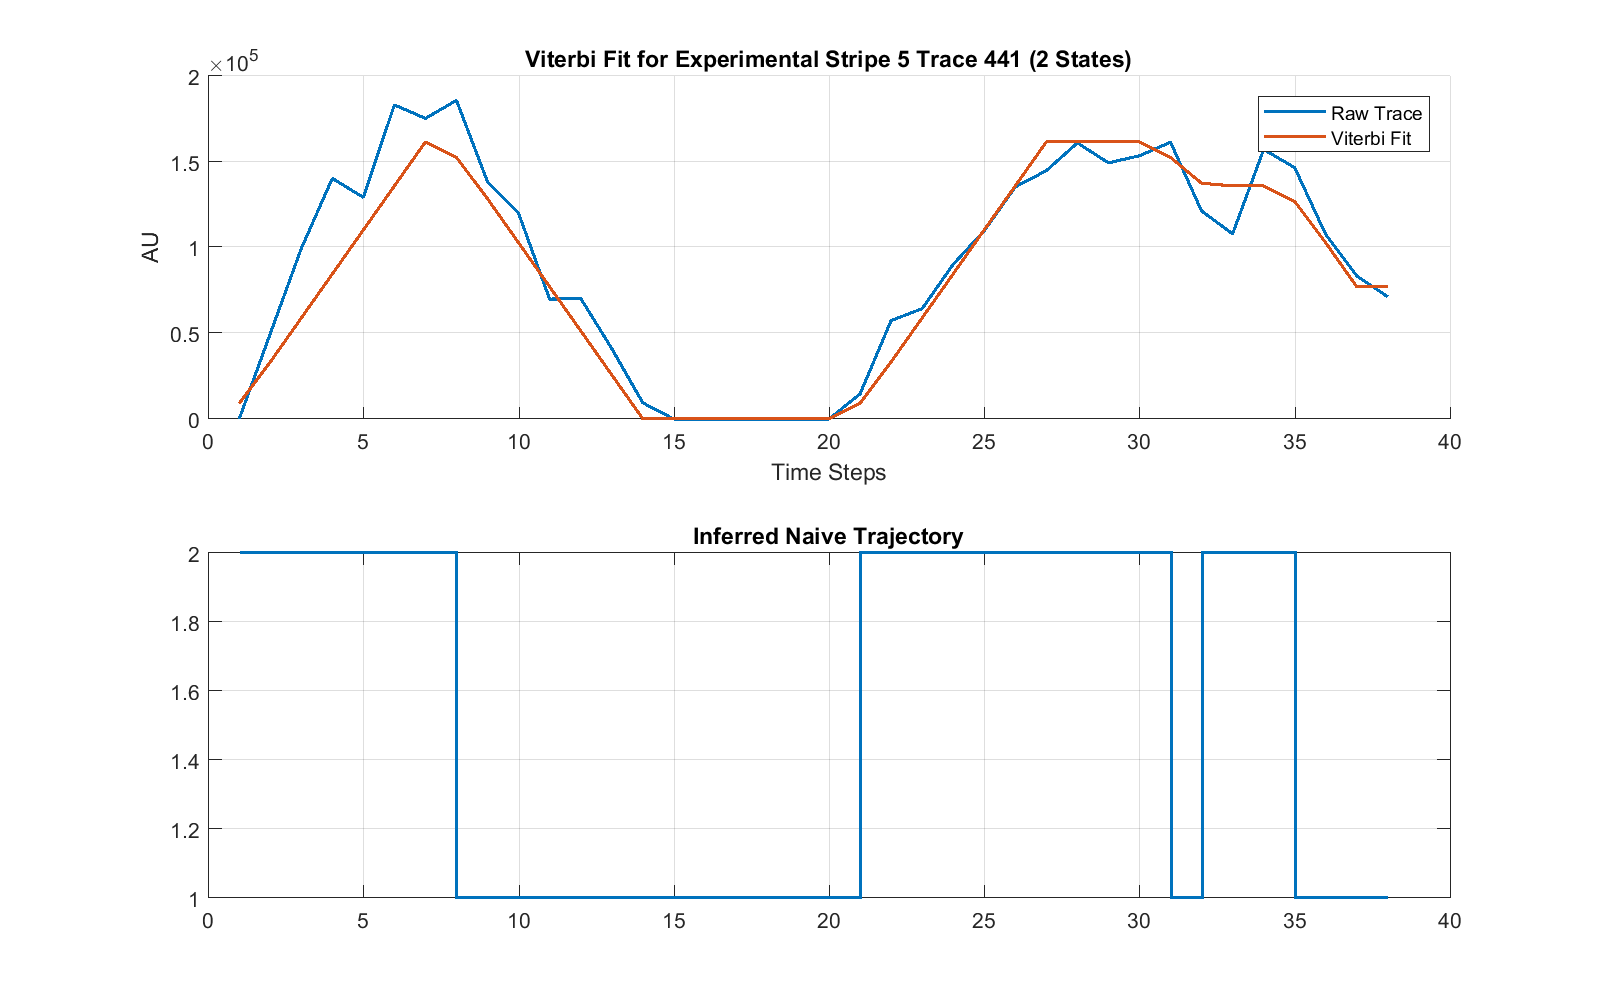 Viterbi Fit for Experimental Stripe 5 Trace 441 (2 States)
×10⁵
2
1.5
1
0.5
0
AU
Raw Trace
Viterbi Fit
0 5 10 15 20 25 30 35 40
Time Steps
Inferred Naive Trajectory
2
1.8
1.6
1.4
1.2
1
0 5 10 15 20 25 30 35 40